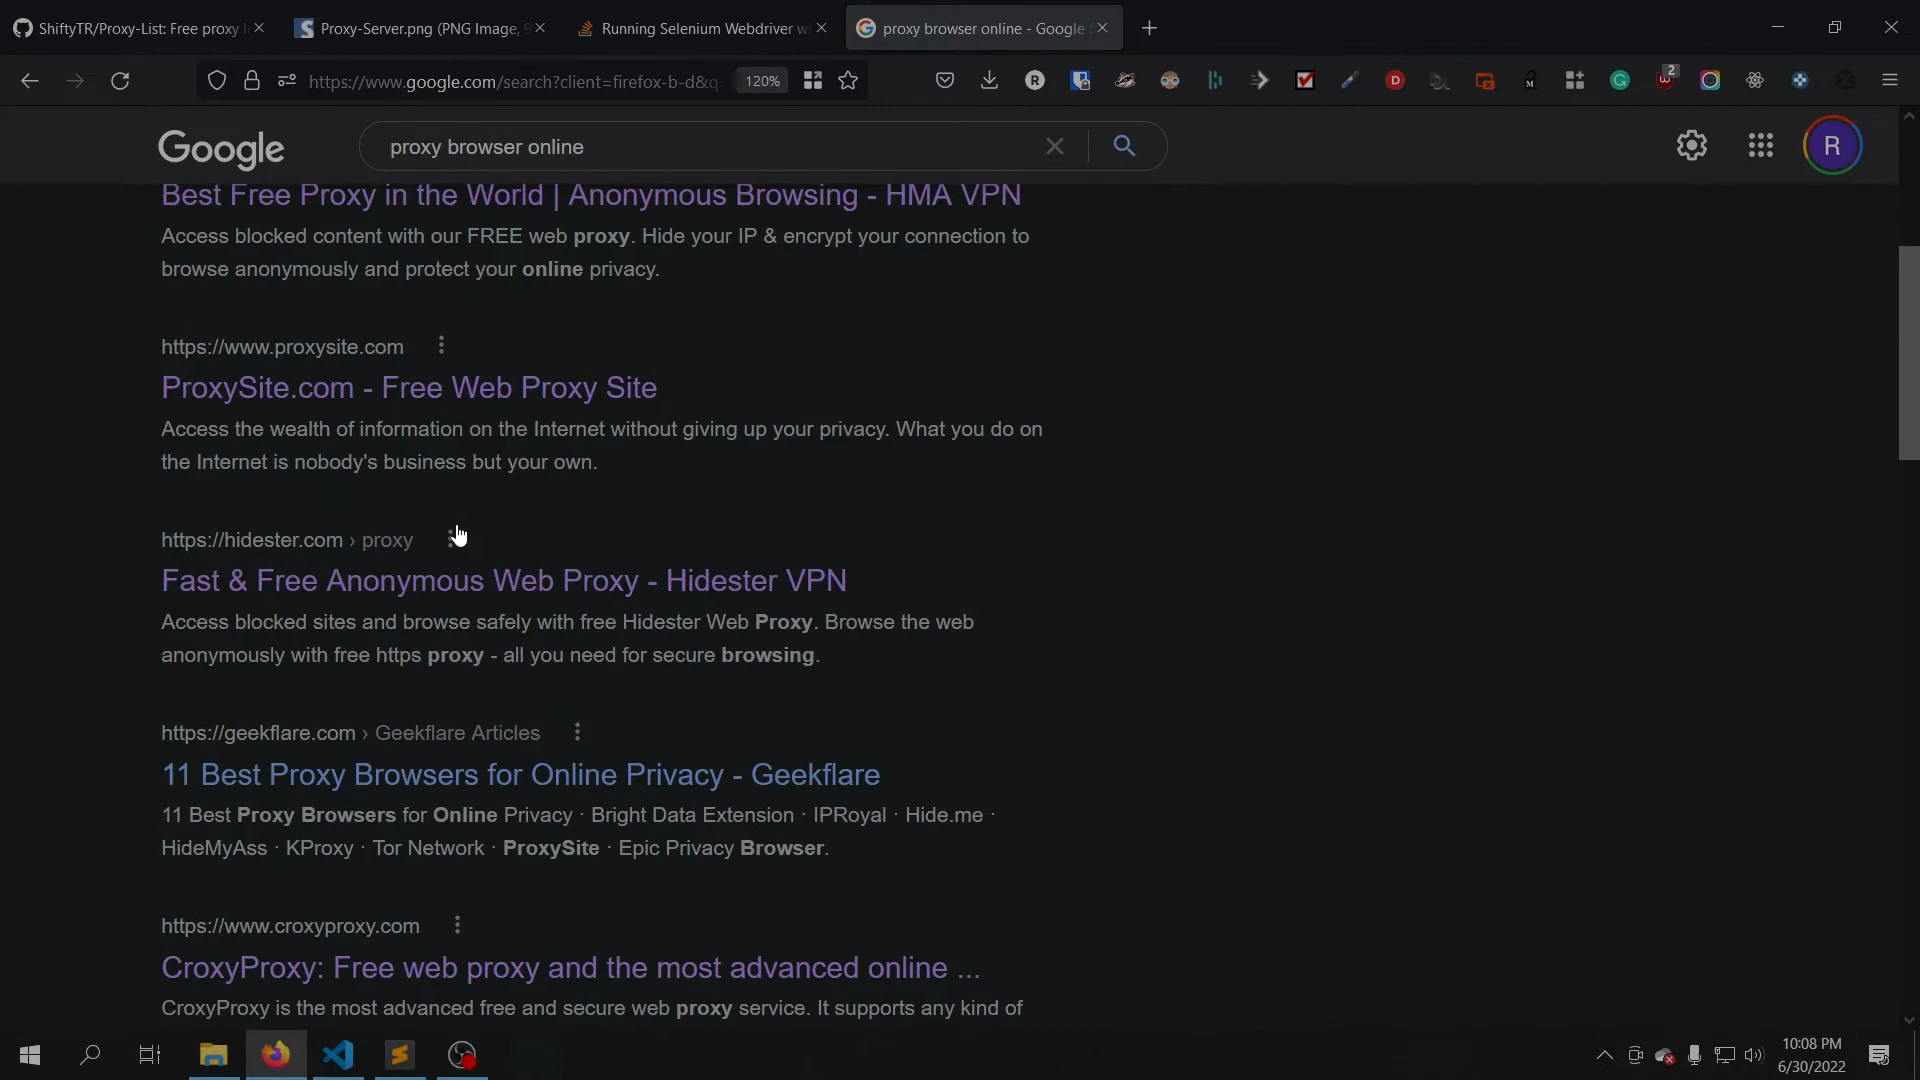 ShiftyTR/Proxy-List: Free proxy l
Proxy-Server.png (PNG Image, 9
Running Selenium Webdriver wi
proxy browser online - Google S
https://www.google.com/search?client=firefox-b-d&q
120%
2
Google
proxy browser online
R
Best Free Proxy in the World | Anonymous Browsing - HMA VPN
Access blocked content with our FREE web proxy. Hide your IP & encrypt your connection to
browse anonymously and protect your online privacy.
https://www.proxysite.com
ProxySite.com - Free Web Proxy Site
Access the wealth of information on the Internet without giving up your privacy. What you do on
the Internet is nobody's business but your own.
https://hidester.com › proxy
Fast & Free Anonymous Web Proxy - Hidester VPN
Access blocked sites and browse safely with free Hidester Web Proxy. Browse the web
anonymously with free https proxy - all you need for secure browsing.
https://geekflare.com › Geekflare Articles
11 Best Proxy Browsers for Online Privacy - Geekflare
11 Best Proxy Browsers for Online Privacy · Bright Data Extension · IPRoyal · Hide.me ·
HideMyAss · KProxy · Tor Network · ProxySite · Epic Privacy Browser.
https://www.croxyproxy.com
CroxyProxy: Free web proxy and the most advanced online ...
CroxyProxy is the most advanced free and secure web proxy service. It supports any kind of
10:08 PM
6/30/2022